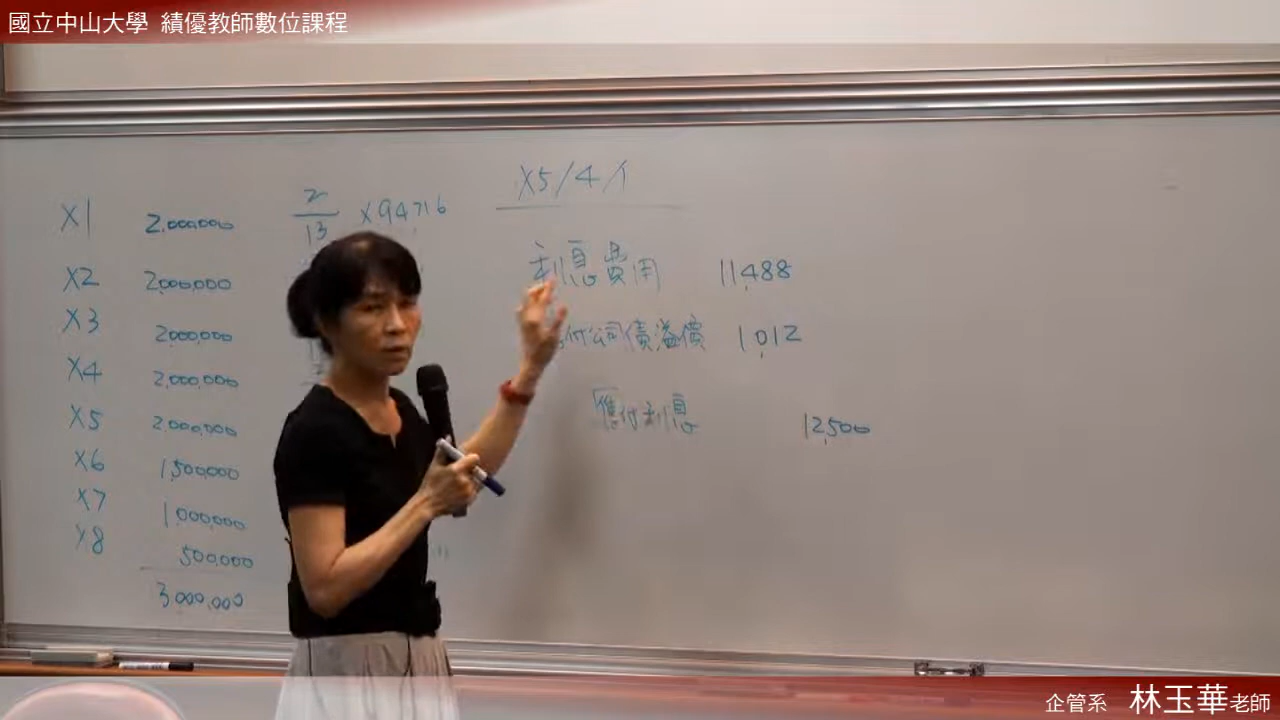 國立中山大學 績優教師數位課程
X5/4/1
X1 2,000,000 2/13 X94,716
X2 2,000,000
利息費用 11,488
X3 2,000,000
付公司債溢價 1,012
X4 2,000,000
X5 2,000,000
應付利息 12,500
X6 1,500,000
X7 1,000,000
X8 500,000
3,000,000
企管系 林玉華老師